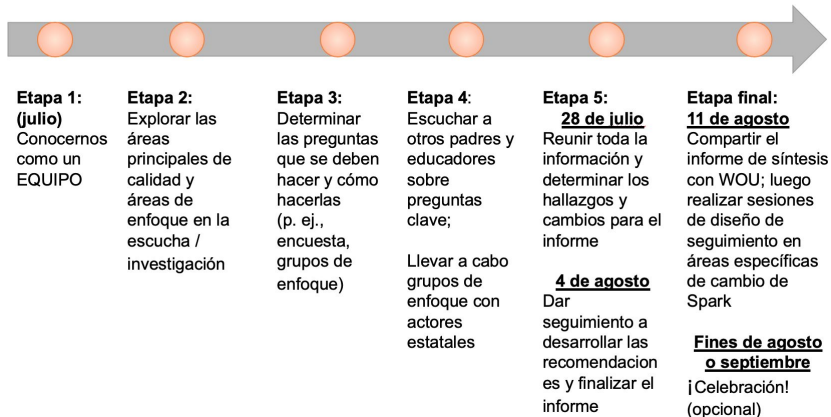 Etapa 1:
(julio)
Conocernos
como un
EQUIPO
Etapa 2:
Explorar las
áreas
principales de
calidad y
áreas de
enfoque en la
escucha /
investigación
Etapa 3:
Determinar
las preguntas
que se deben
hacer y cómo
hacerlas
(p. ej.,
encuesta,
grupos de
enfoque)
Etapa 4:
Escuchar a
otros padres y
educadores
sobre
preguntas
clave;
Llevar a cabo
grupos de
enfoque con
actores
estatales
Etapa 5:
28 de julio
Reunir toda la
información y
determinar los
hallazgos y
cambios para el
informe
4 de agosto
Dar
seguimiento a
desarrollar las
recomendacion
es y finalizar el
informe
Etapa final:
11 de agosto
Compartir el
informe de síntesis
con WOU; luego
realizar sesiones
de diseño de
seguimiento en
áreas específicas
de cambio de
Spark
Fines de agosto
o septiembre
¡Celebración!
(opcional)